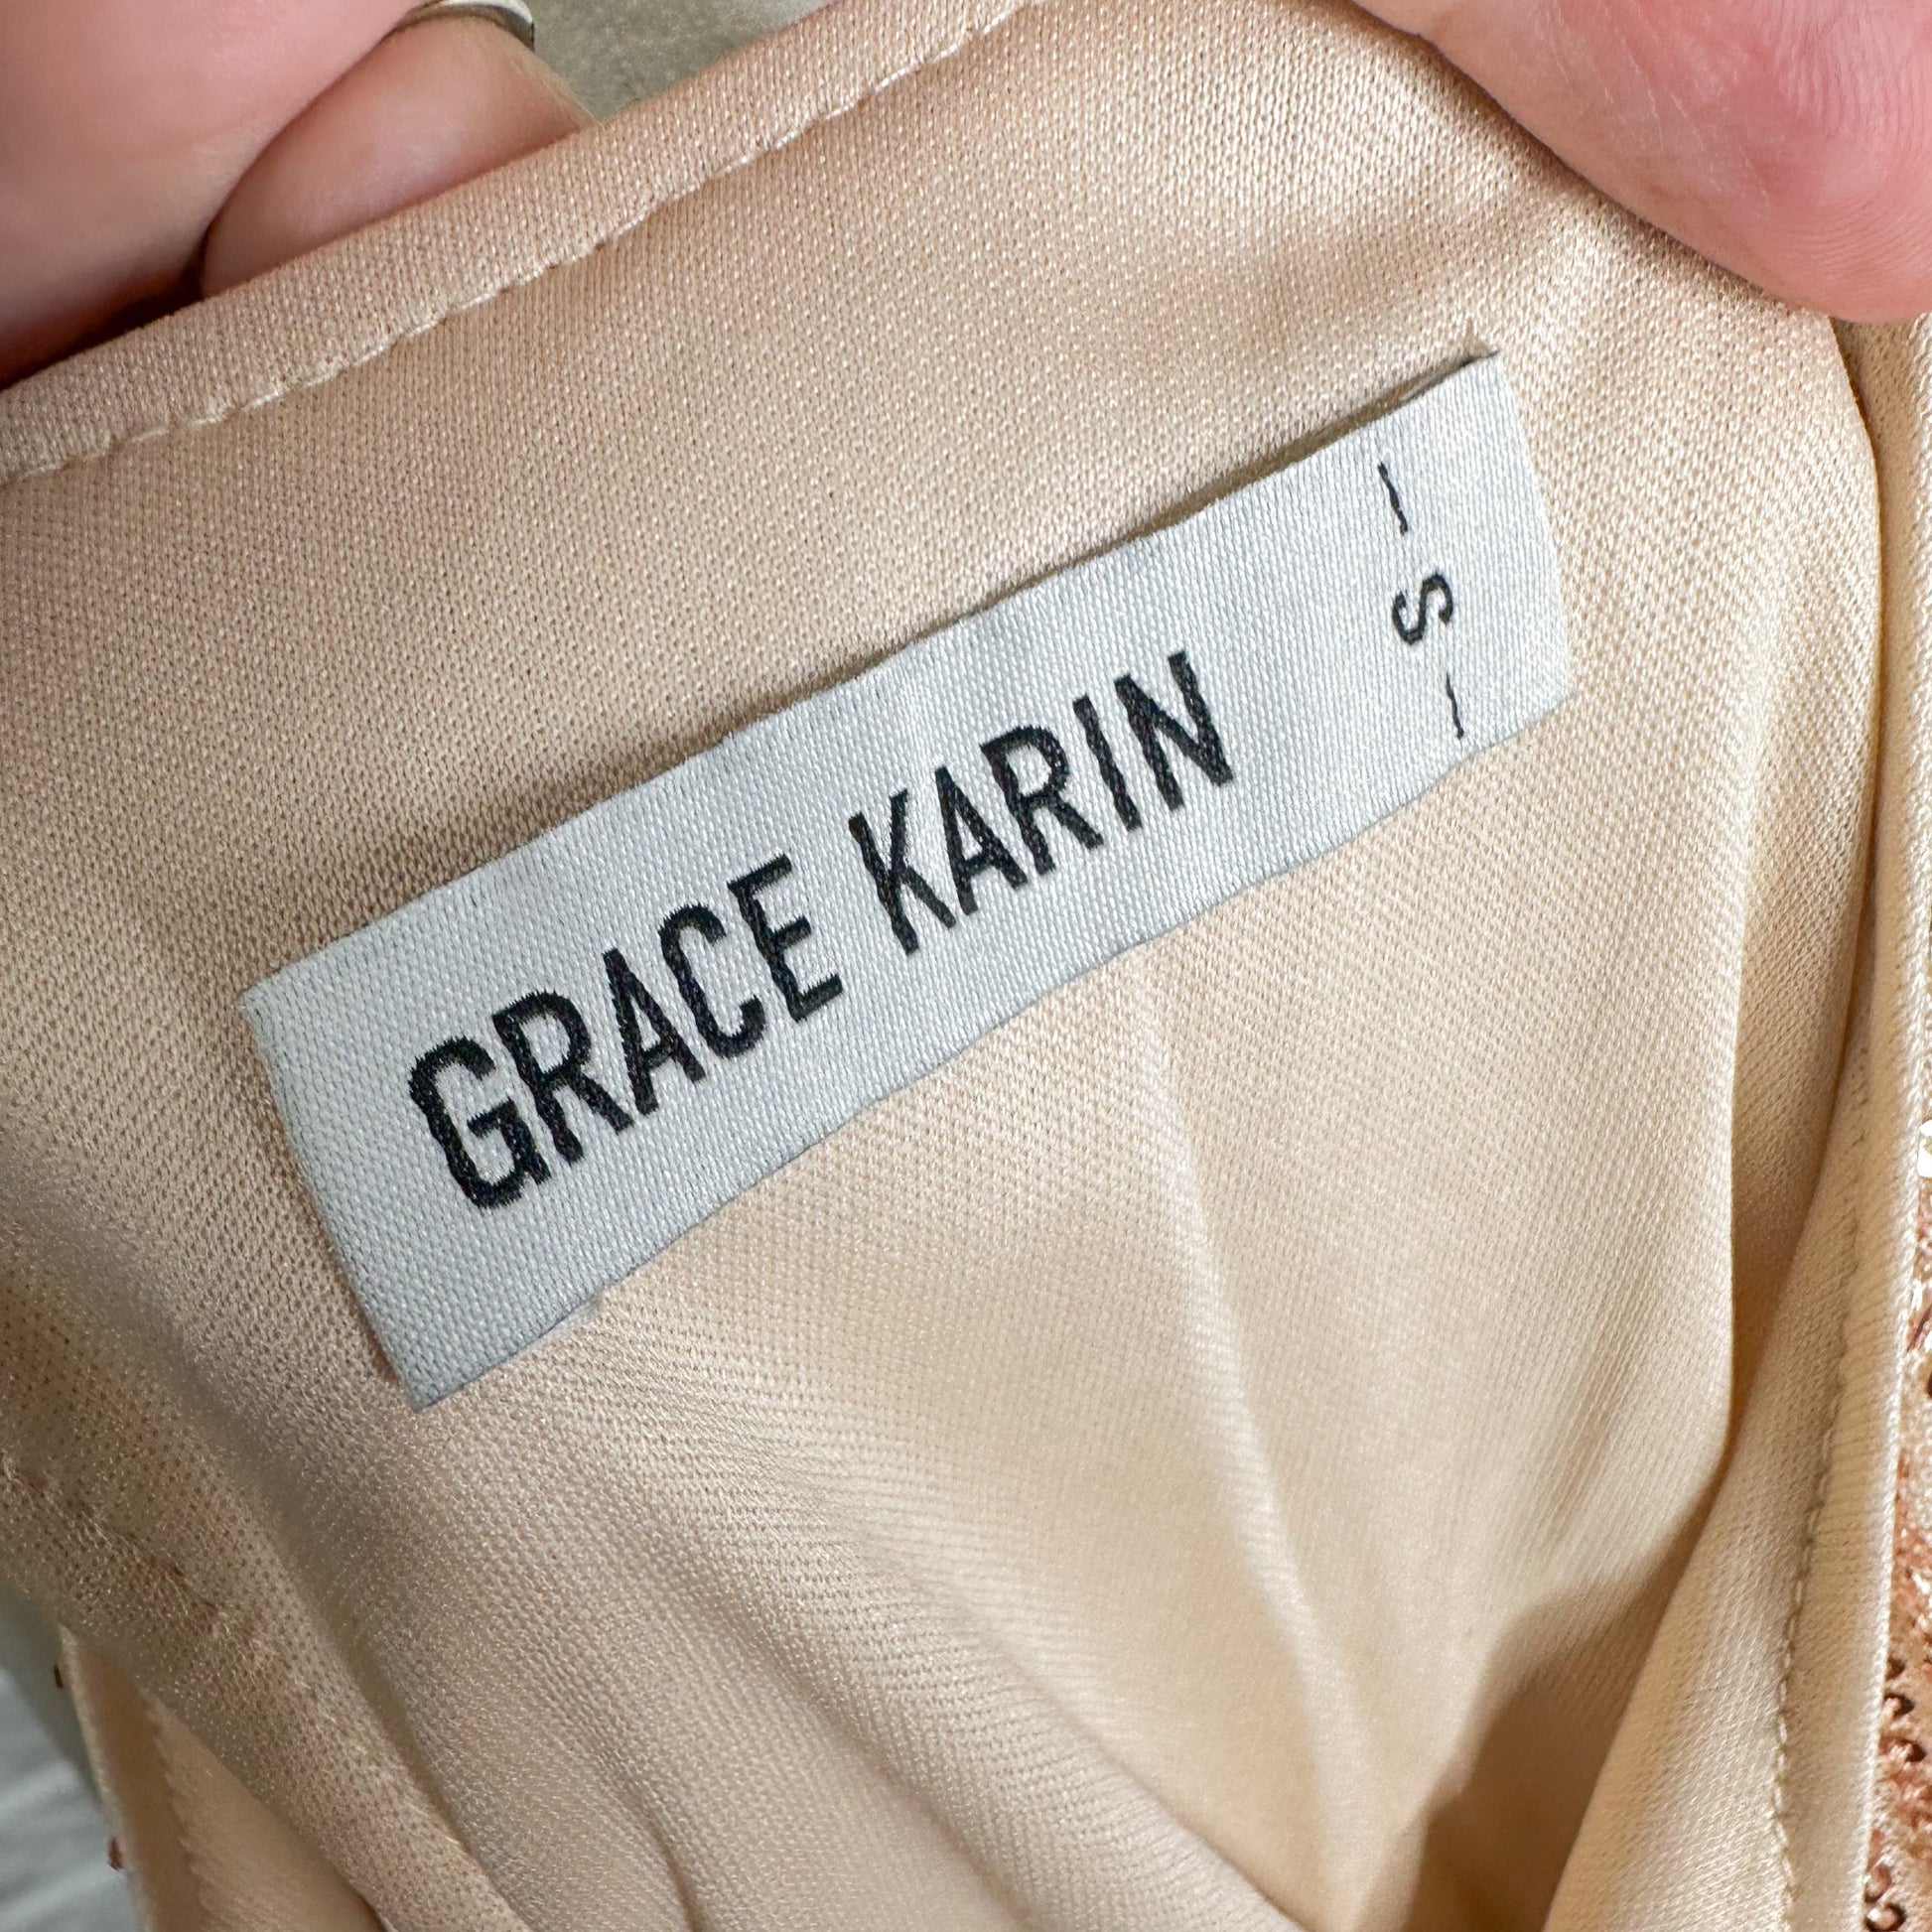 GRACE KARIN
- S -